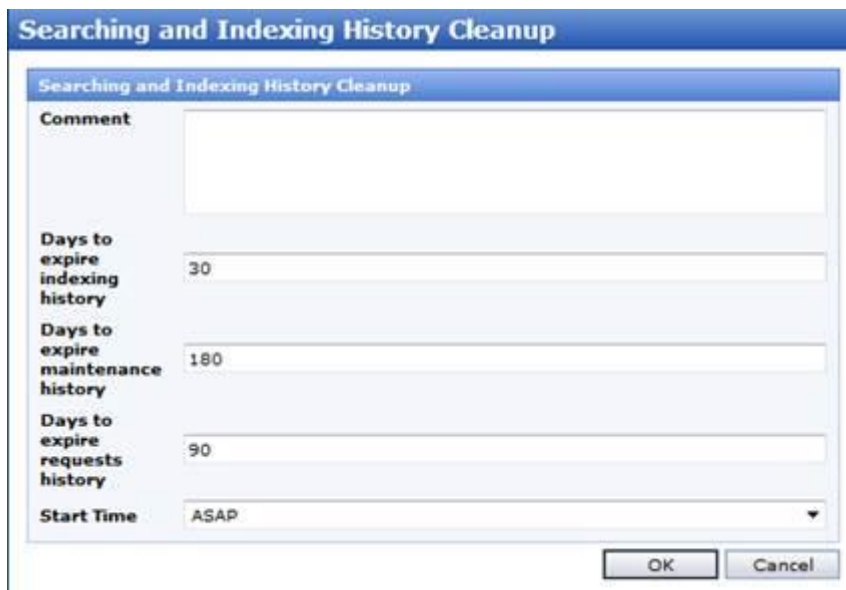 Searching and Indexing History Cleanup
Searching and Indexing History Cleanup
Comment
Days to
expire
indexing
history
30
Days to
expire
maintenance
history
180
Days to
expire
requests
history
90
Start Time
ASAP
OK
Cancel